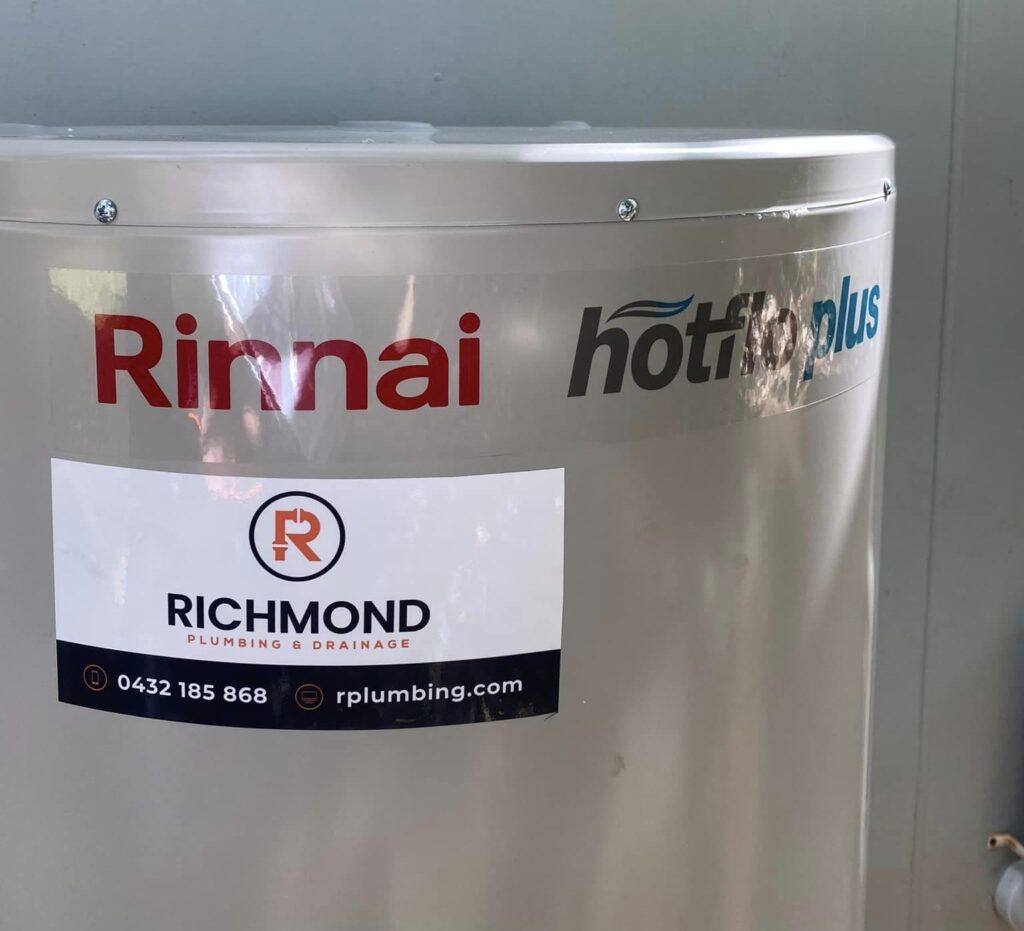 Rinnai
hotflo plus
R
RICHMOND
PLUMBING & DRAINAGE
0432 185 868 rplumbing.com